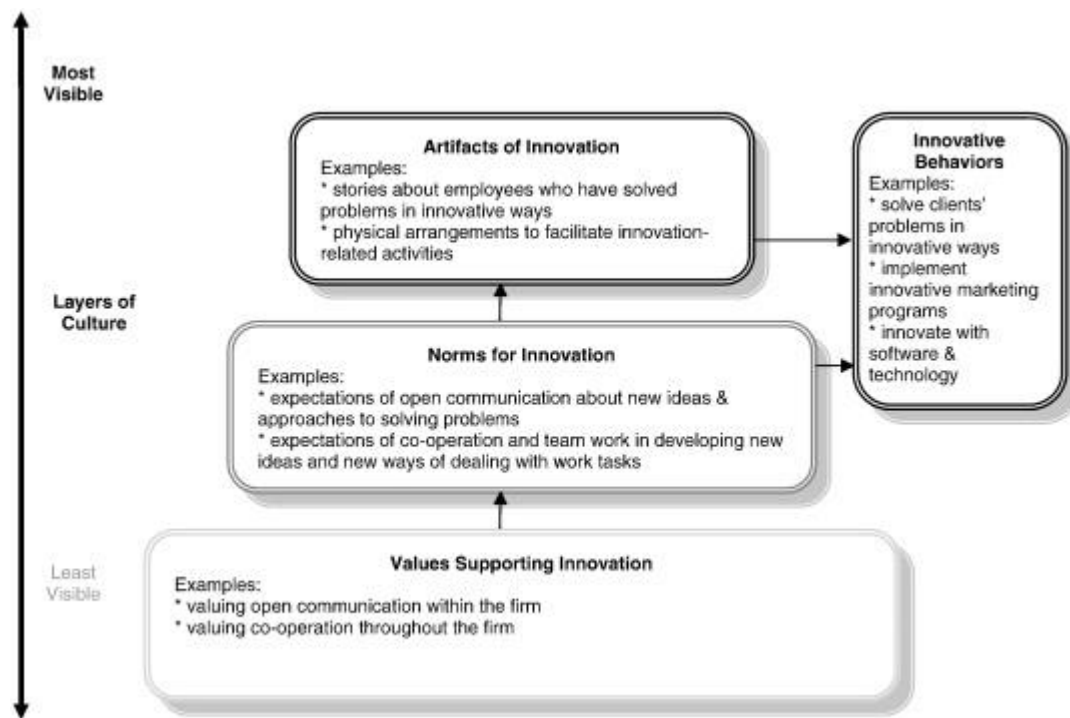 Most
Visible
Artifacts of Innovation
Examples:
* stories about employees who have solved
problems in innovative ways
* physical arrangements to facilitate innovation-
related activities
Innovative
Behaviors
Examples:
* solve clients'
problems in
innovative ways
* implement
innovative marketing
programs
* innovate with
software &
technology
Layers of
Culture
Norms for Innovation
Examples:
* expectations of open communication about new ideas &
approaches to solving problems
* expectations of co-operation and team work in developing new
ideas and new ways of dealing with work tasks
Least
Visible
Values Supporting Innovation
Examples:
* valuing open communication within the firm
* valuing co-operation throughout the firm